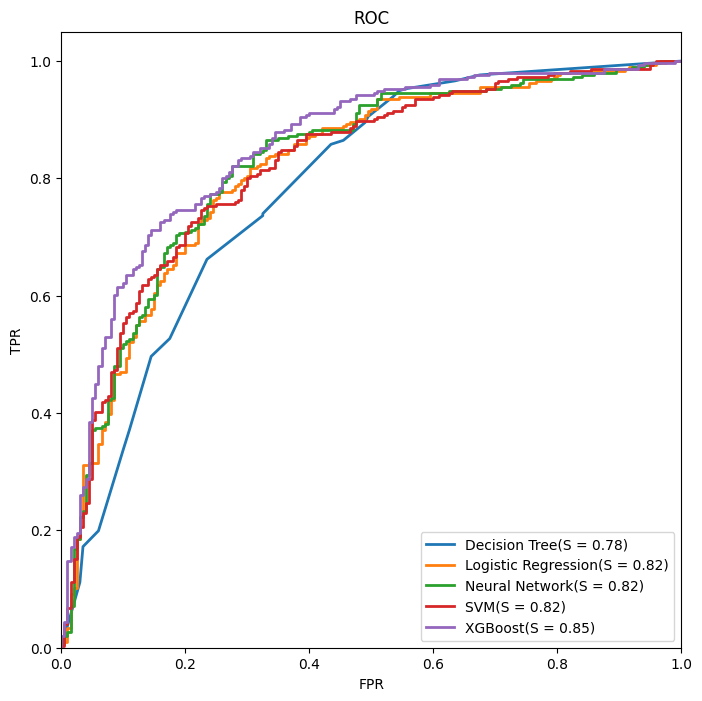 ROC
TPR
1.0
0.8
0.6
0.4
0.2
0.0
0.0
0.2
0.4
0.6
0.8
1.0
FPR
Decision Tree(S = 0.78)
Logistic Regression(S = 0.82)
Neural Network(S = 0.82)
SVM(S = 0.82)
XGBoost(S = 0.85)